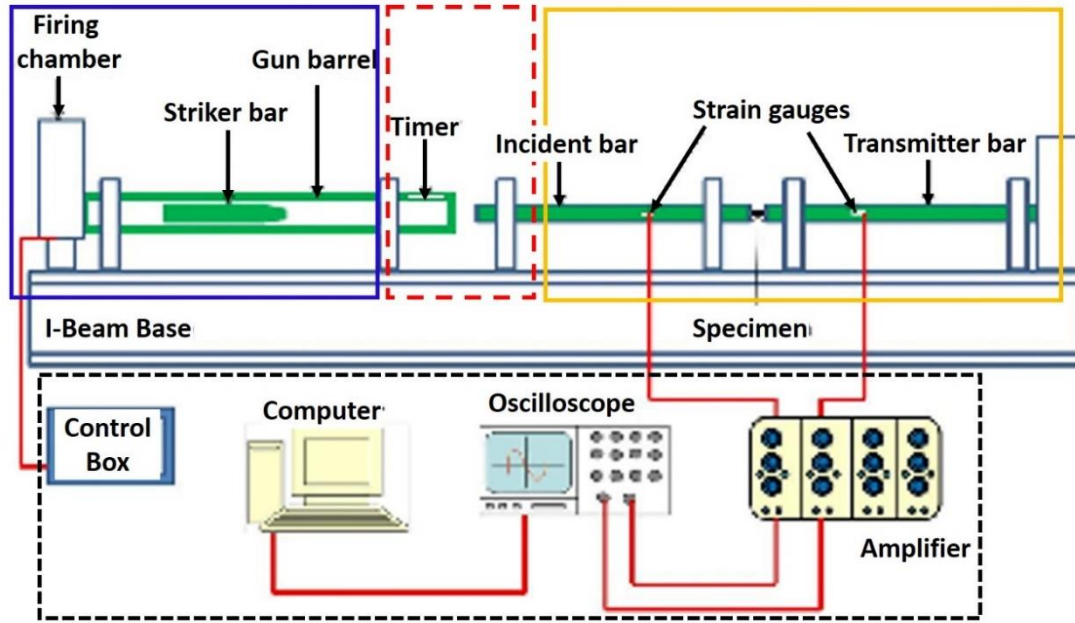 Firing
chamber
Gun barrel
Striker bar
Timer
Strain gauges
Incident bar
Transmitter bar
I-Beam Base
Specimen
Control
Box
Computer
Oscilloscope
Amplifier